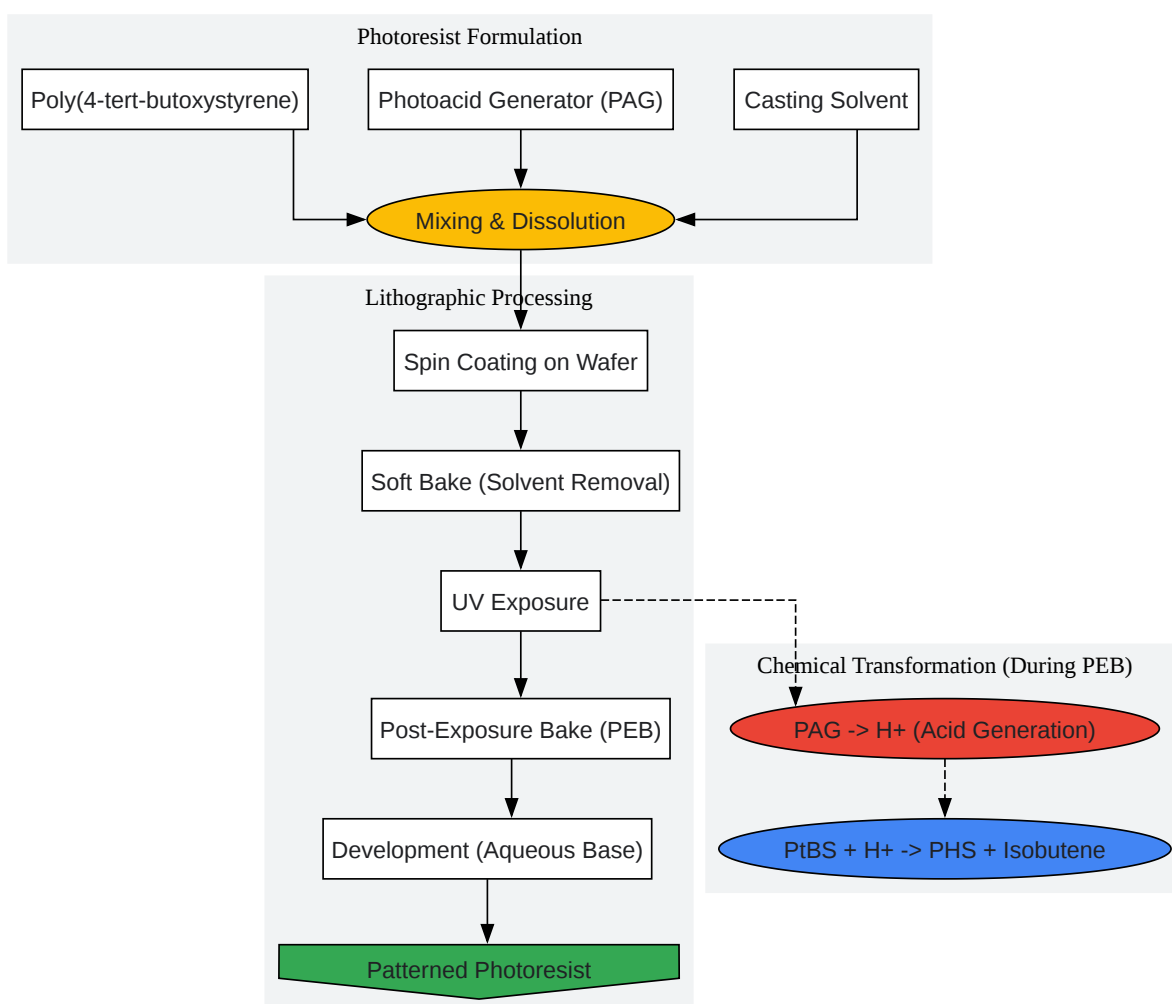 Photoresist Formulation
Poly(4-tert-butoxystyrene)
Photoacid Generator (PAG)
Casting Solvent
Mixing & Dissolution
Lithographic Processing
Spin Coating on Wafer
Soft Bake (Solvent Removal)
UV Exposure
Chemical Transformation (During PEB)
Post-Exposure Bake (PEB)
PAG -> H+ (Acid Generation)
Development (Aqueous Base)
PtBS + H+ -> PHS + Isobutene
Patterned Photoresist